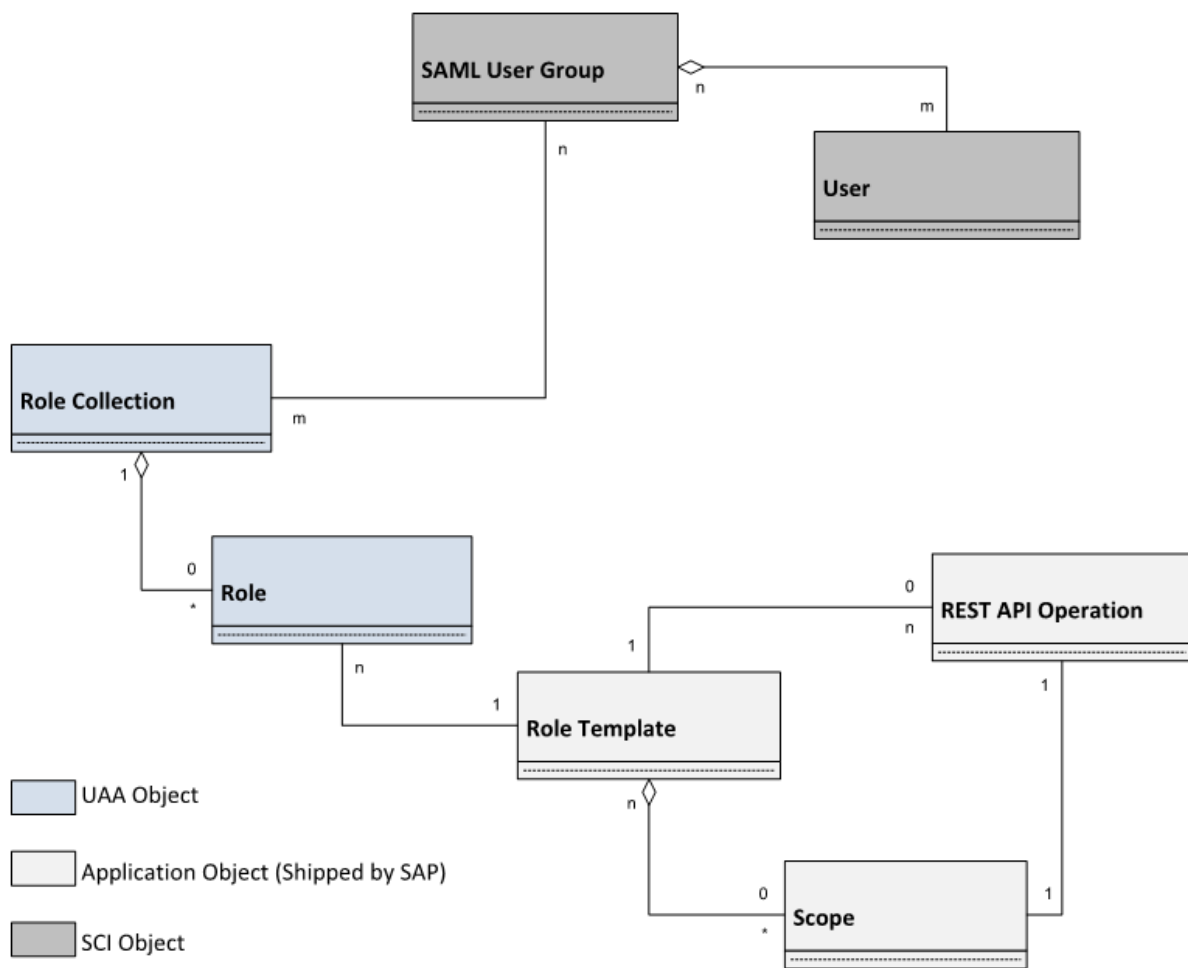 SAML User Group
n
m
n
User
Role Collection
m
1
0
*
Role
n
1
0
n
REST API Operation
1
1
Role Template
n
0
*
Scope
1
UAA Object
Application Object (Shipped by SAP)
SCI Object